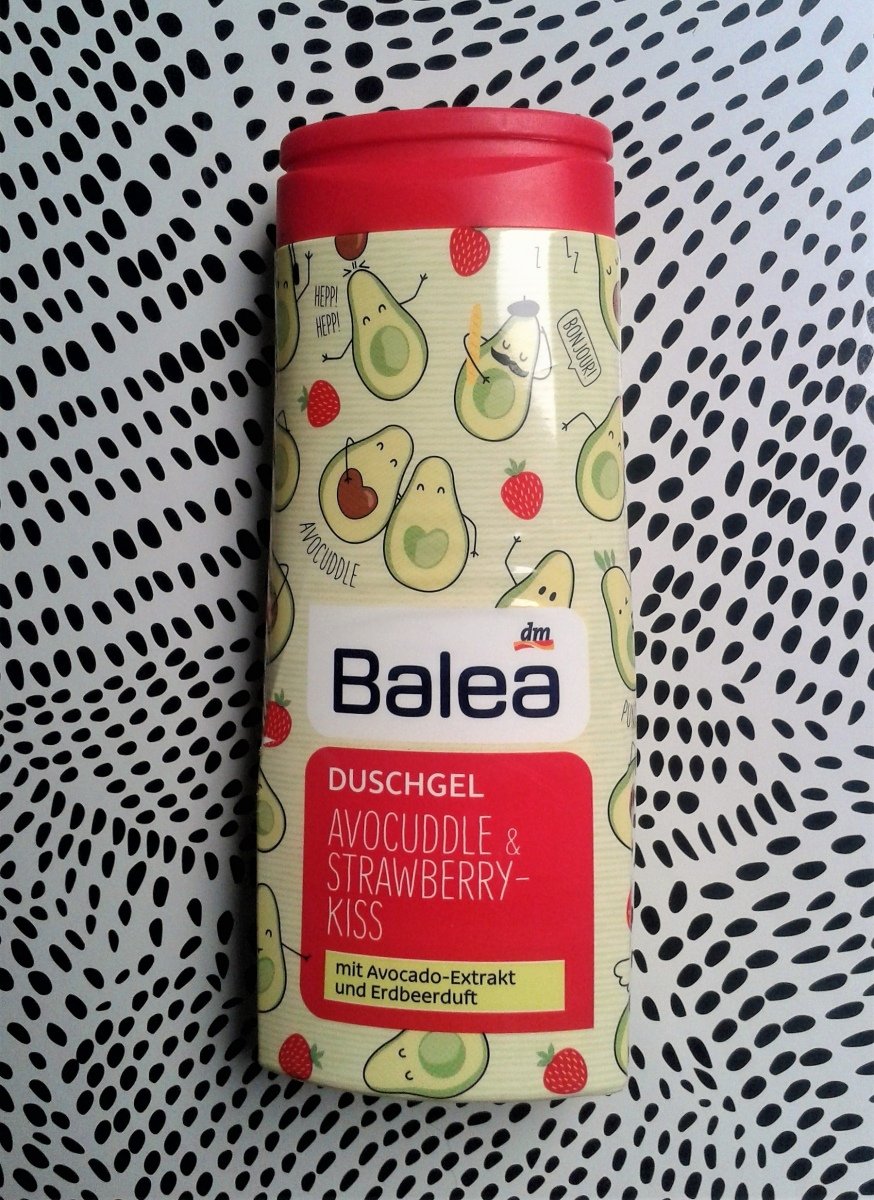 HEPP!
HEPP!
Z
Z
Z
BONJOUR!
AVOCUDDLE
dm
Balea
DUSCHGEL
AVOCUDDLE &
STRAWBERRY-
KISS
mit Avocado-Extrakt
und Erdbeerduft